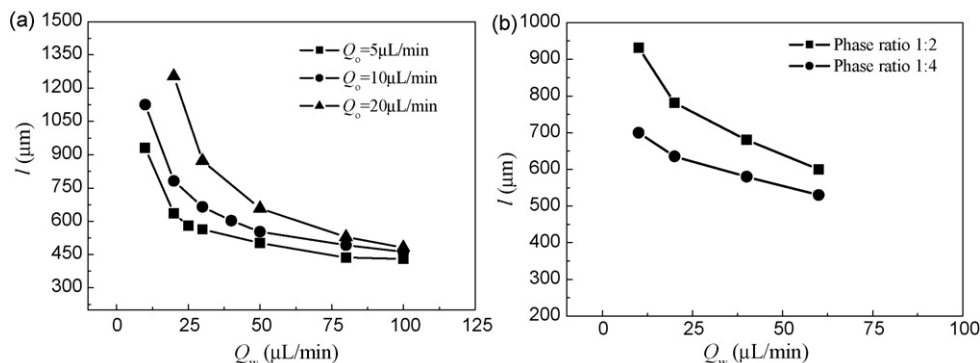 (a)
1500
1350
1200
1050
900
750
600
450
300
l (μm)
Qo=5μL/min
Qo=10μL/min
Qo=20μL/min
0 25 50 75 100 125
Qw (μL/min)
(b)
1000
900
800
700
600
500
400
300
200
l (μm)
Phase ratio 1:2
Phase ratio 1:4
0 25 50 75 100
Qw (μL/min)